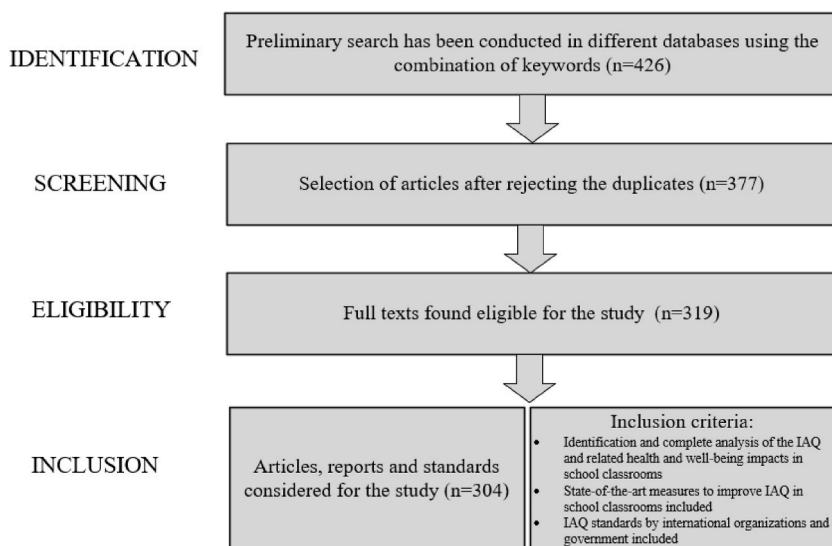 IDENTIFICATION
Preliminary search has been conducted in different databases using the
combination of keywords (n=426)
SCREENING
Selection of articles after rejecting the duplicates (n=377)
ELIGIBILITY
Full texts found eligible for the study (n=319)
INCLUSION
Articles, reports and standards
considered for the study (n=304)
Inclusion criteria:
• Identification and complete analysis of the IAQ
and related health and well-being impacts in
school classrooms
• State-of-the-art measures to improve IAQ in
school classrooms included
• IAQ standards by international organizations and
government included